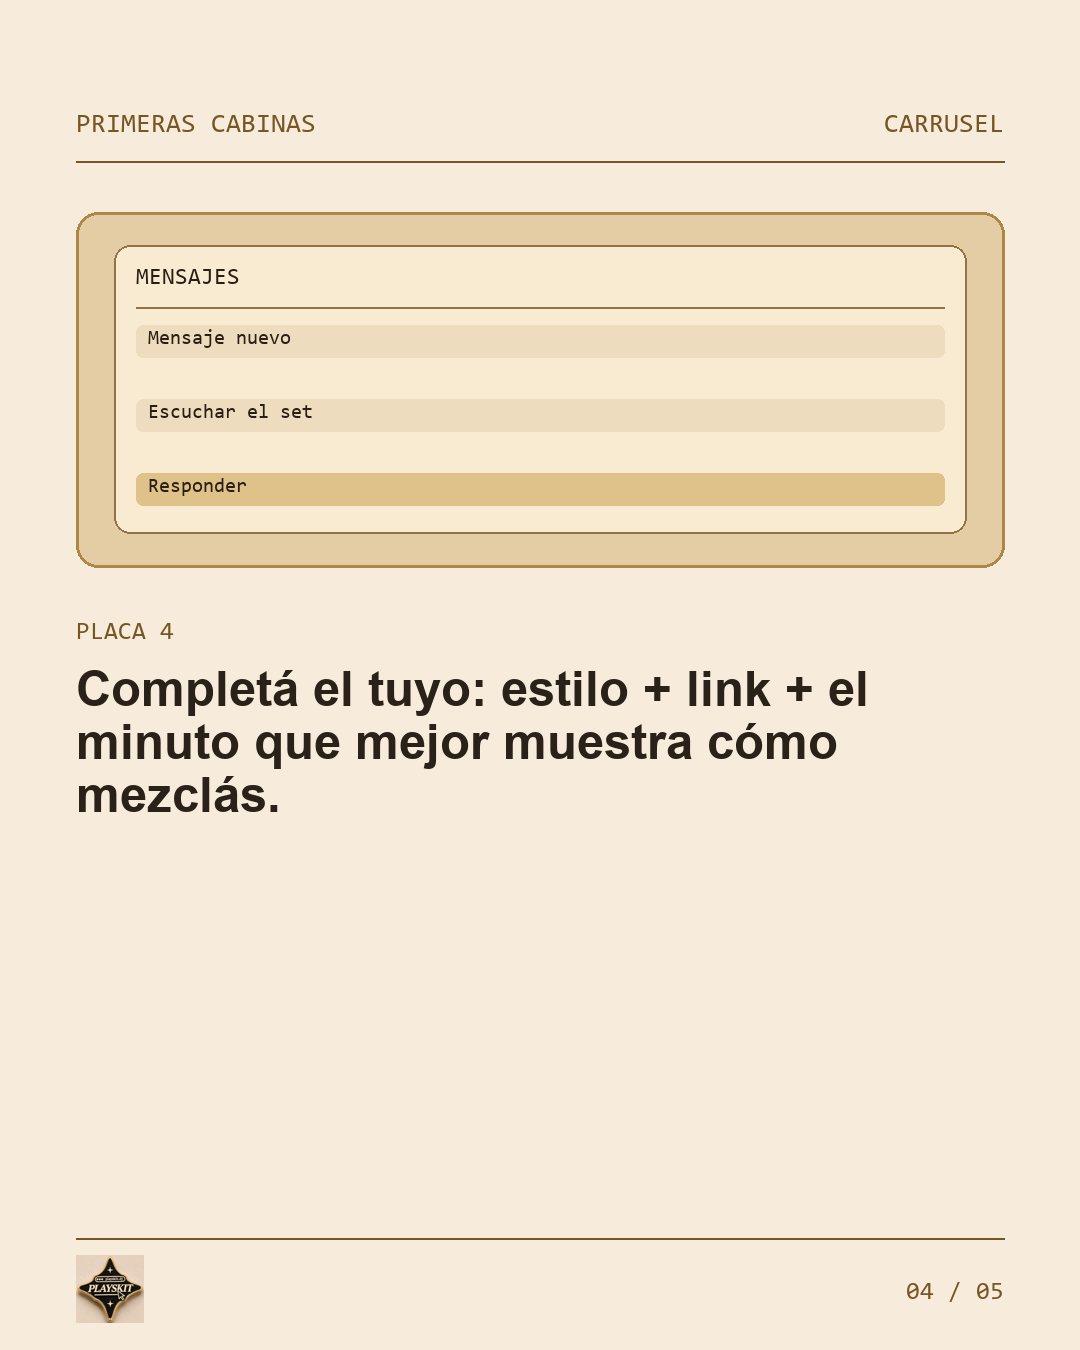 PRIMERAS CABINAS
CARRUSEL
MENSAJES
Mensaje nuevo
Escuchar el set
Responder
PLACA 4
Completá el tuyo: estilo + link + el
minuto que mejor muestra cómo
mezclás.
PLAYSKIT
04 / 05